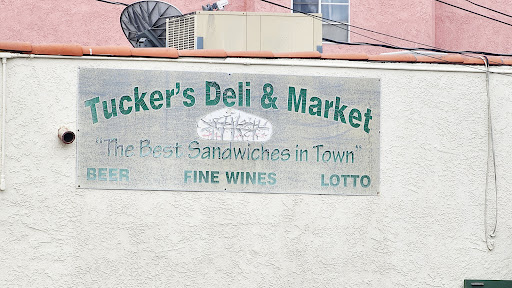 Tucker's Deli & Market
"The Best Sandwiches in Town"
BEER FINE WINES LOTTO